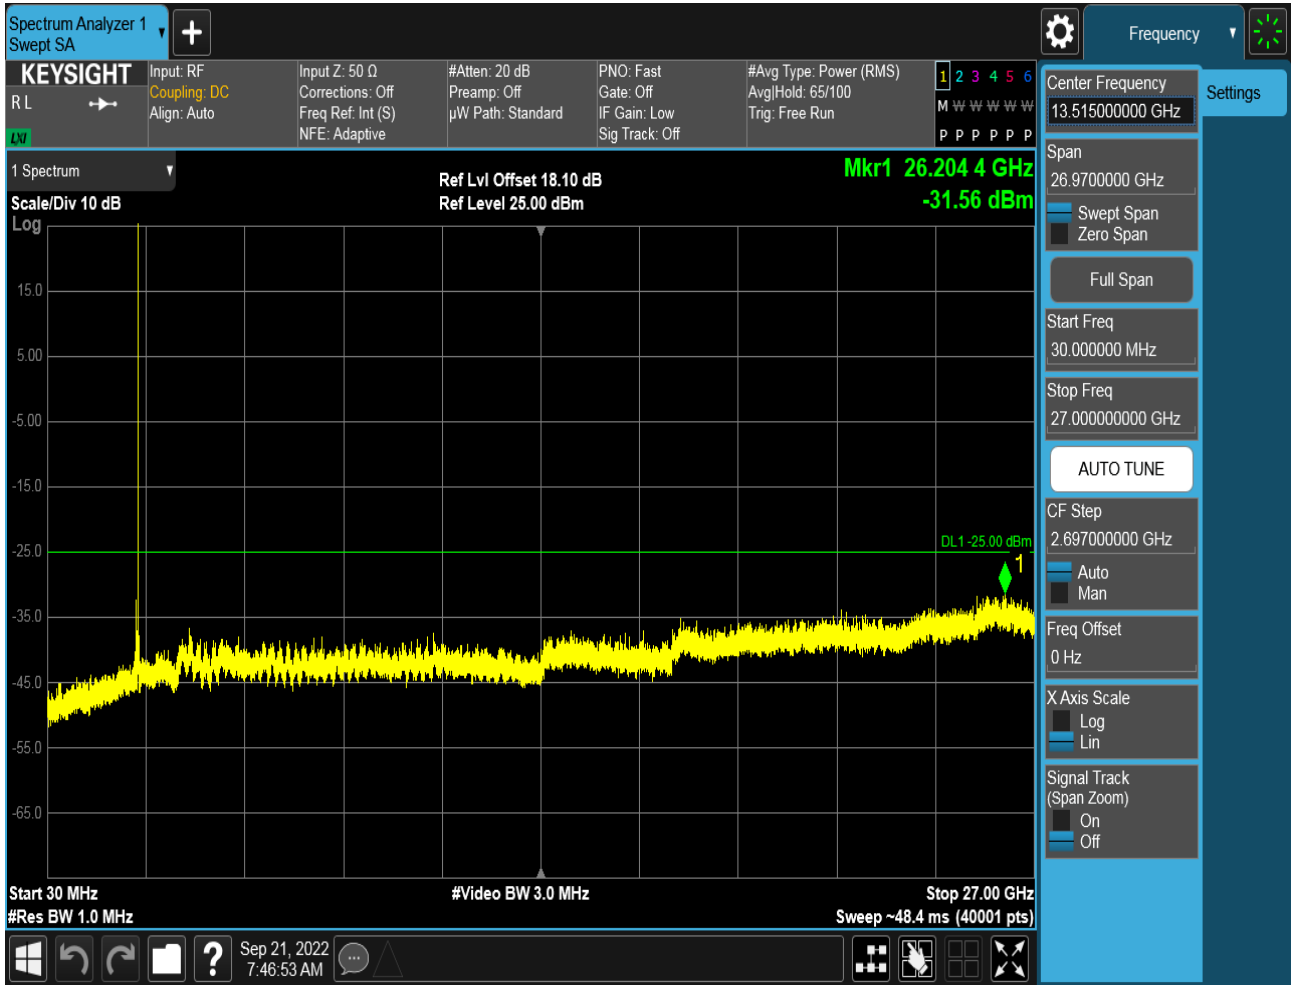 Spectrum Analyzer 1
Swept SA
Frequency
KEYSIGHT
R L
LXI
Input: RF
Coupling: DC
Align: Auto
Input Z: 50 Ω
Corrections: Off
Freq Ref: Int (S)
NFE: Adaptive
#Atten: 20 dB
Preamp: Off
µW Path: Standard
PNO: Fast
Gate: Off
IF Gain: Low
Sig Track: Off
#Avg Type: Power (RMS)
Avg|Hold: 65/100
Trig: Free Run
1 2 3 4 5 6
M W W W W W
P P P P P P
1 Spectrum
Scale/Div 10 dB
Log
Ref Lvl Offset 18.10 dB
Ref Level 25.00 dBm
Mkr1 26.204 4 GHz
-31.56 dBm
15.0
5.00
-5.00
-15.0
-25.0
-35.0
-45.0
-55.0
-65.0
DL1 -25.00 dBm
1
Start 30 MHz
#Res BW 1.0 MHz
#Video BW 3.0 MHz
Stop 27.00 GHz
Sweep ~48.4 ms (40001 pts)
Sep 21, 2022
7:46:53 AM
Center Frequency
13.515000000 GHz
Settings
Span
26.9700000 GHz
Swept Span
Zero Span
Full Span
Start Freq
30.000000 MHz
Stop Freq
27.000000000 GHz
AUTO TUNE
CF Step
2.697000000 GHz
Auto
Man
Freq Offset
0 Hz
X Axis Scale
Log
Lin
Signal Track
(Span Zoom)
On
Off